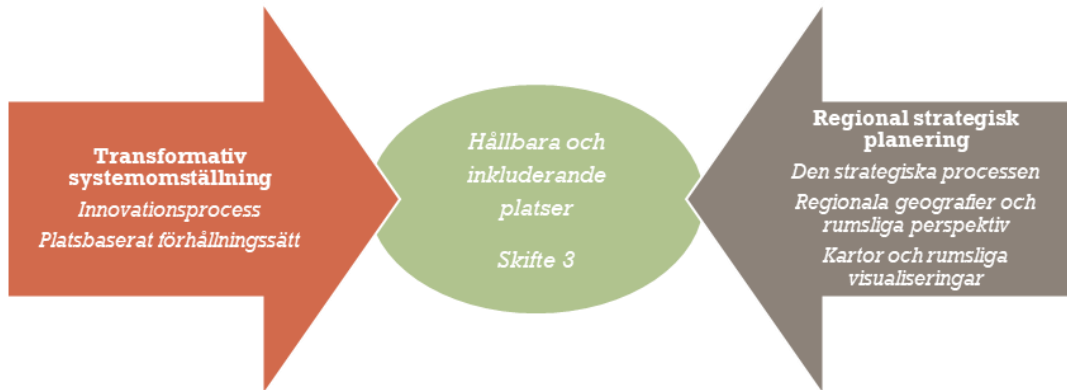 Transformativ
systemomställning
Innovationsprocess
Platsbaserat förhållningssätt
Hållbara och
inkluderande
platser
Skifte 3
Regional strategisk
planering
Den strategiska processen
Regionala geografier och
rumsliga perspektiv
Kartor och rumsliga
visualiseringar